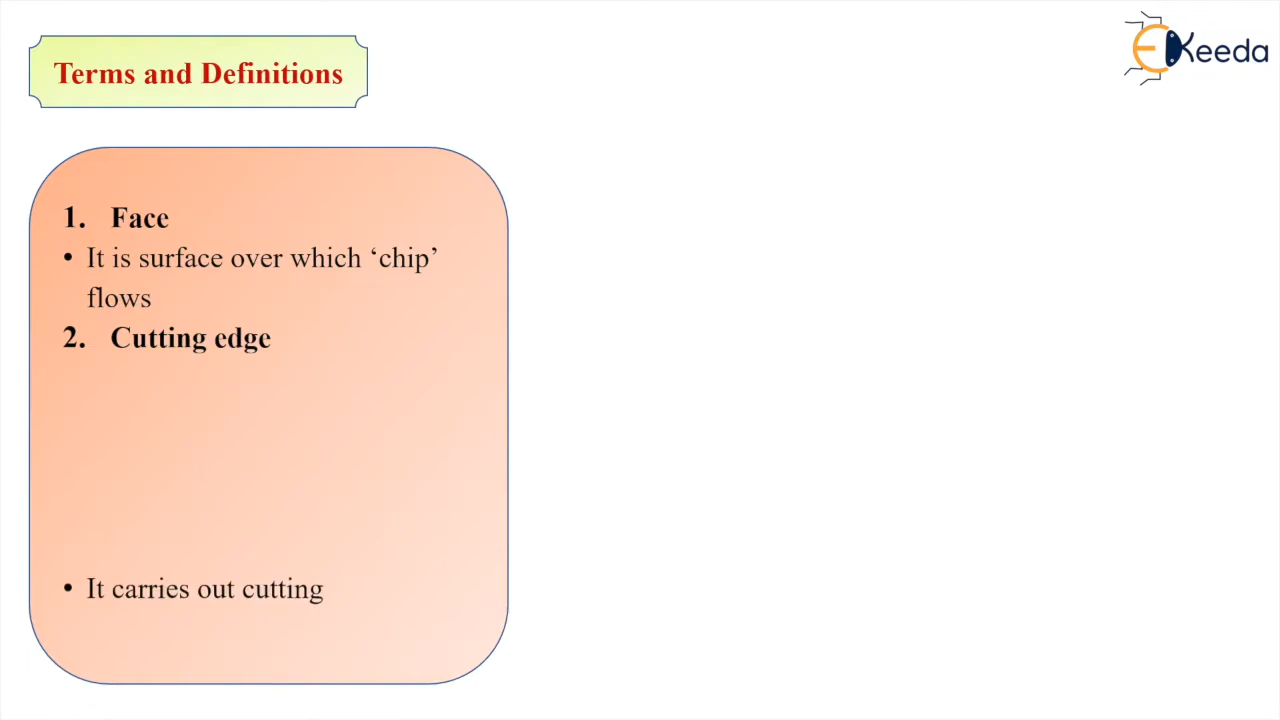 Terms and Definitions
EKeeda
1. Face
• It is surface over which ‘chip’
flows
2. Cutting edge
• It carries out cutting